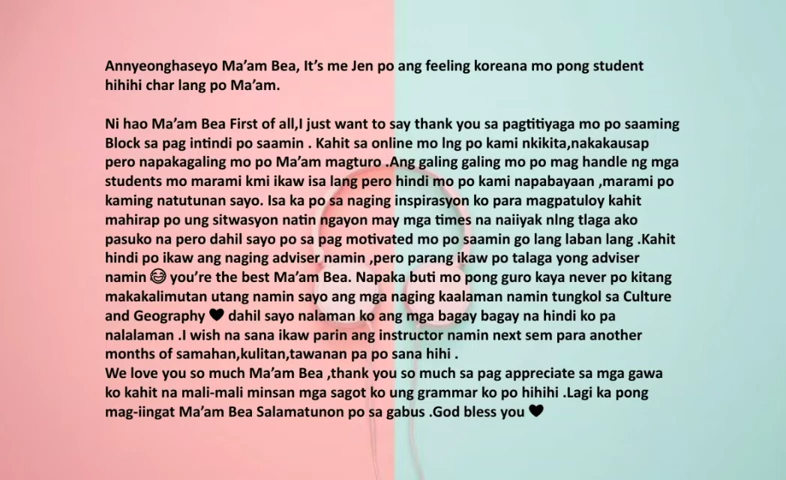 Annyeonghaseyo Ma'am Bea, It's me Jen po ang feeling koreana mo pong student
hihihi char lang po Ma'am.
Ni hao Ma'am Bea First of all,I just want to say thank you sa pagtitiyaga mo po saaming
Block sa pag intindi po saamin . Kahit sa online mo lng po kami nkikita,nakakausap
pero napakagaling mo po Ma'am magturo .Ang galing galing mo po mag handle ng mga
students mo marami kmi ikaw isa lang pero hindi mo po kami napabayaan ,marami po
kaming natutunan sayo. Isa ka po sa naging inspirasyon ko para magpatuloy kahit
mahirap po ung sitwasyon natin ngayon may mga times na naiiyak nlng tlaga ako
pasuko na pero dahil sayo po sa pag motivated mo po saamin go lang laban lang .Kahit
hindi po ikaw ang naging adviser namin ,pero parang ikaw po talaga yong adviser
namin 😅 you're the best Ma'am Bea. Napaka buti mo pong guro kaya never po kitang
makakalimutan utang namin sayo ang mga naging kaalaman namin tungkol sa Culture
and Geography 🖤 dahil sayo nalaman ko ang mga bagay bagay na hindi ko pa
nalalaman .I wish na sana ikaw parin ang instructor namin next sem para another
months of samahan,kulitan,tawanan pa po sana hihi .
We love you so much Ma'am Bea ,thank you so much sa pag appreciate sa mga gawa
ko kahit na mali-mali minsan mga sagot ko ung grammar ko po hihihi .Lagi ka pong
mag-iingat Ma'am Bea Salamatunon po sa gabus .God bless you 🖤